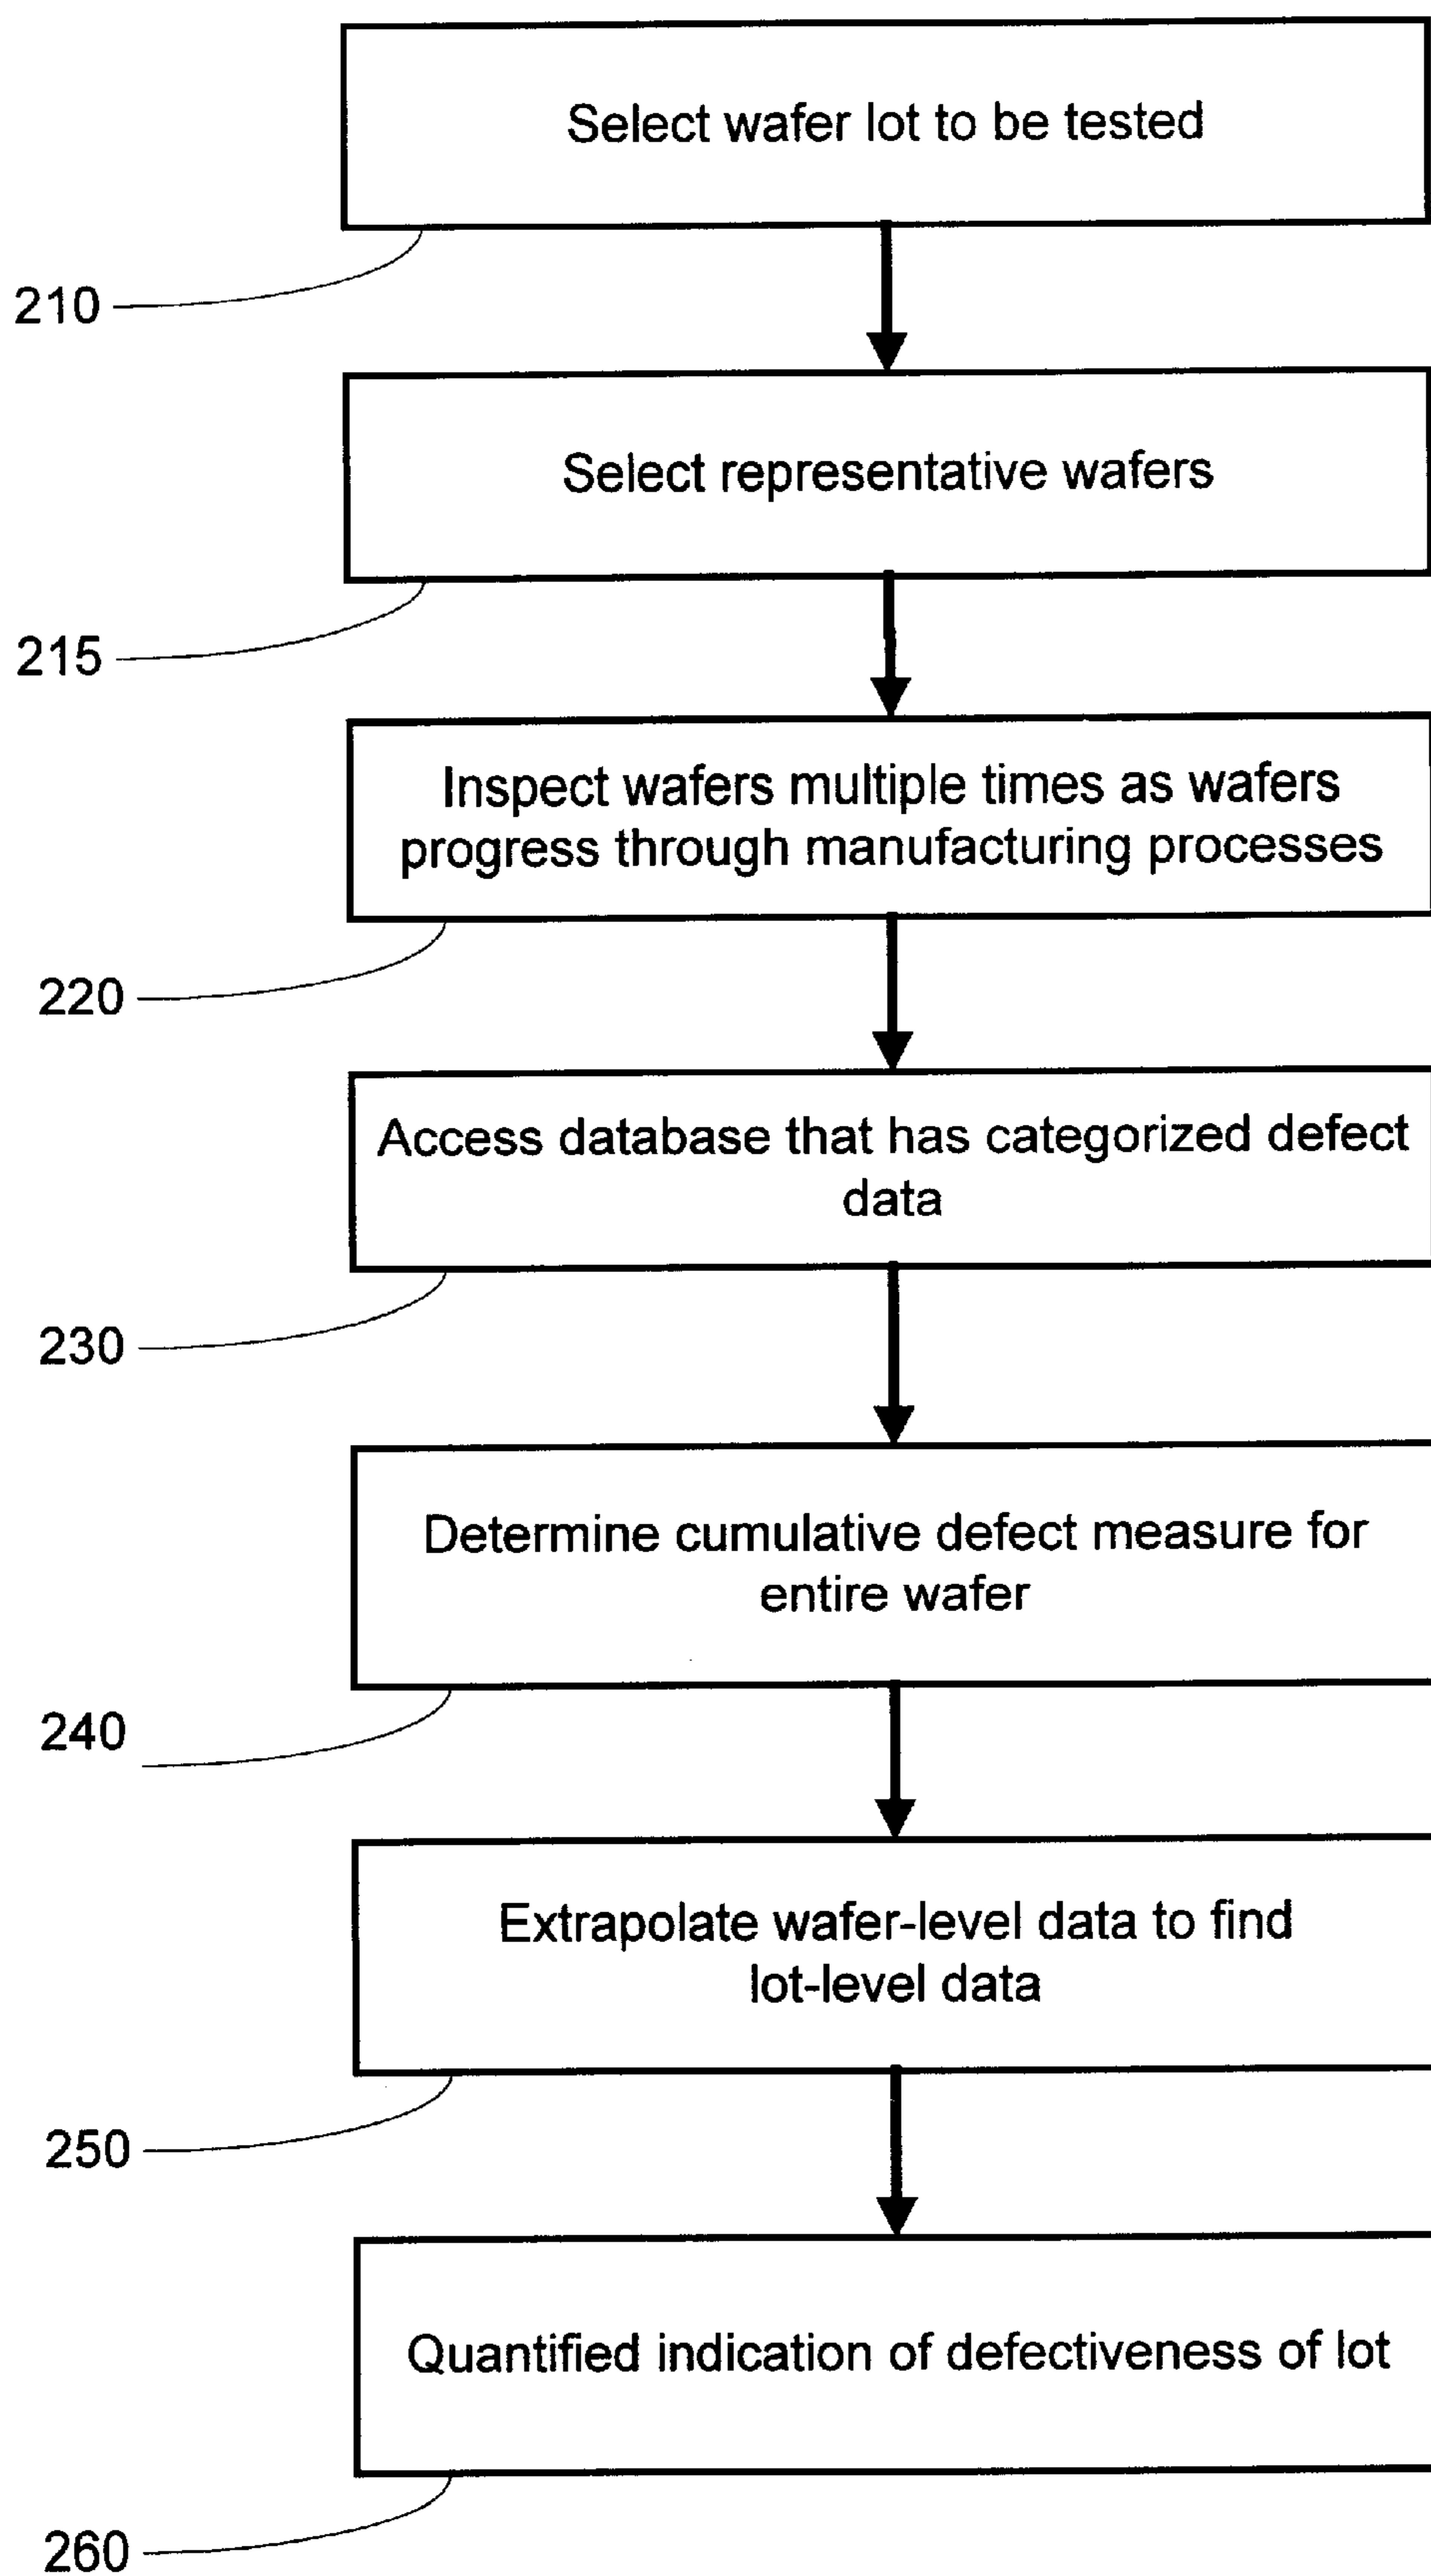 Select wafer lot to be tested
210
Select representative wafers
215
Inspect wafers multiple times as wafers
progress through manufacturing processes
220
Access database that has categorized defect
data
230
Determine cumulative defect measure for
entire wafer
240
Extrapolate wafer-level data to find
lot-level data
250
Quantified indication of defectiveness of lot
260